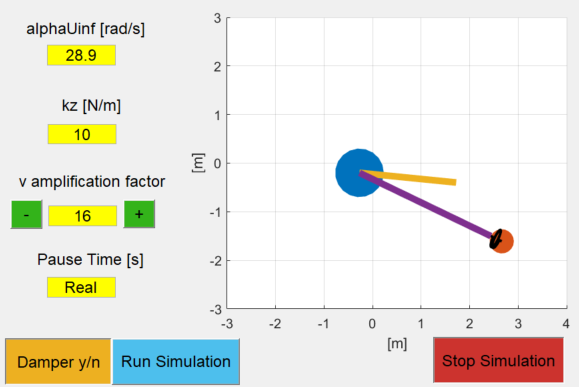 alphaUinf [rad/s]
28.9
kz [N/m]
10
v amplification factor
- 16 +
Pause Time [s]
Real
Damper y/n Run Simulation
3
2
1
0
-1
-2
-3
[m]
-3 -2 -1 0 1 2 3 4
[m]
Stop Simulation